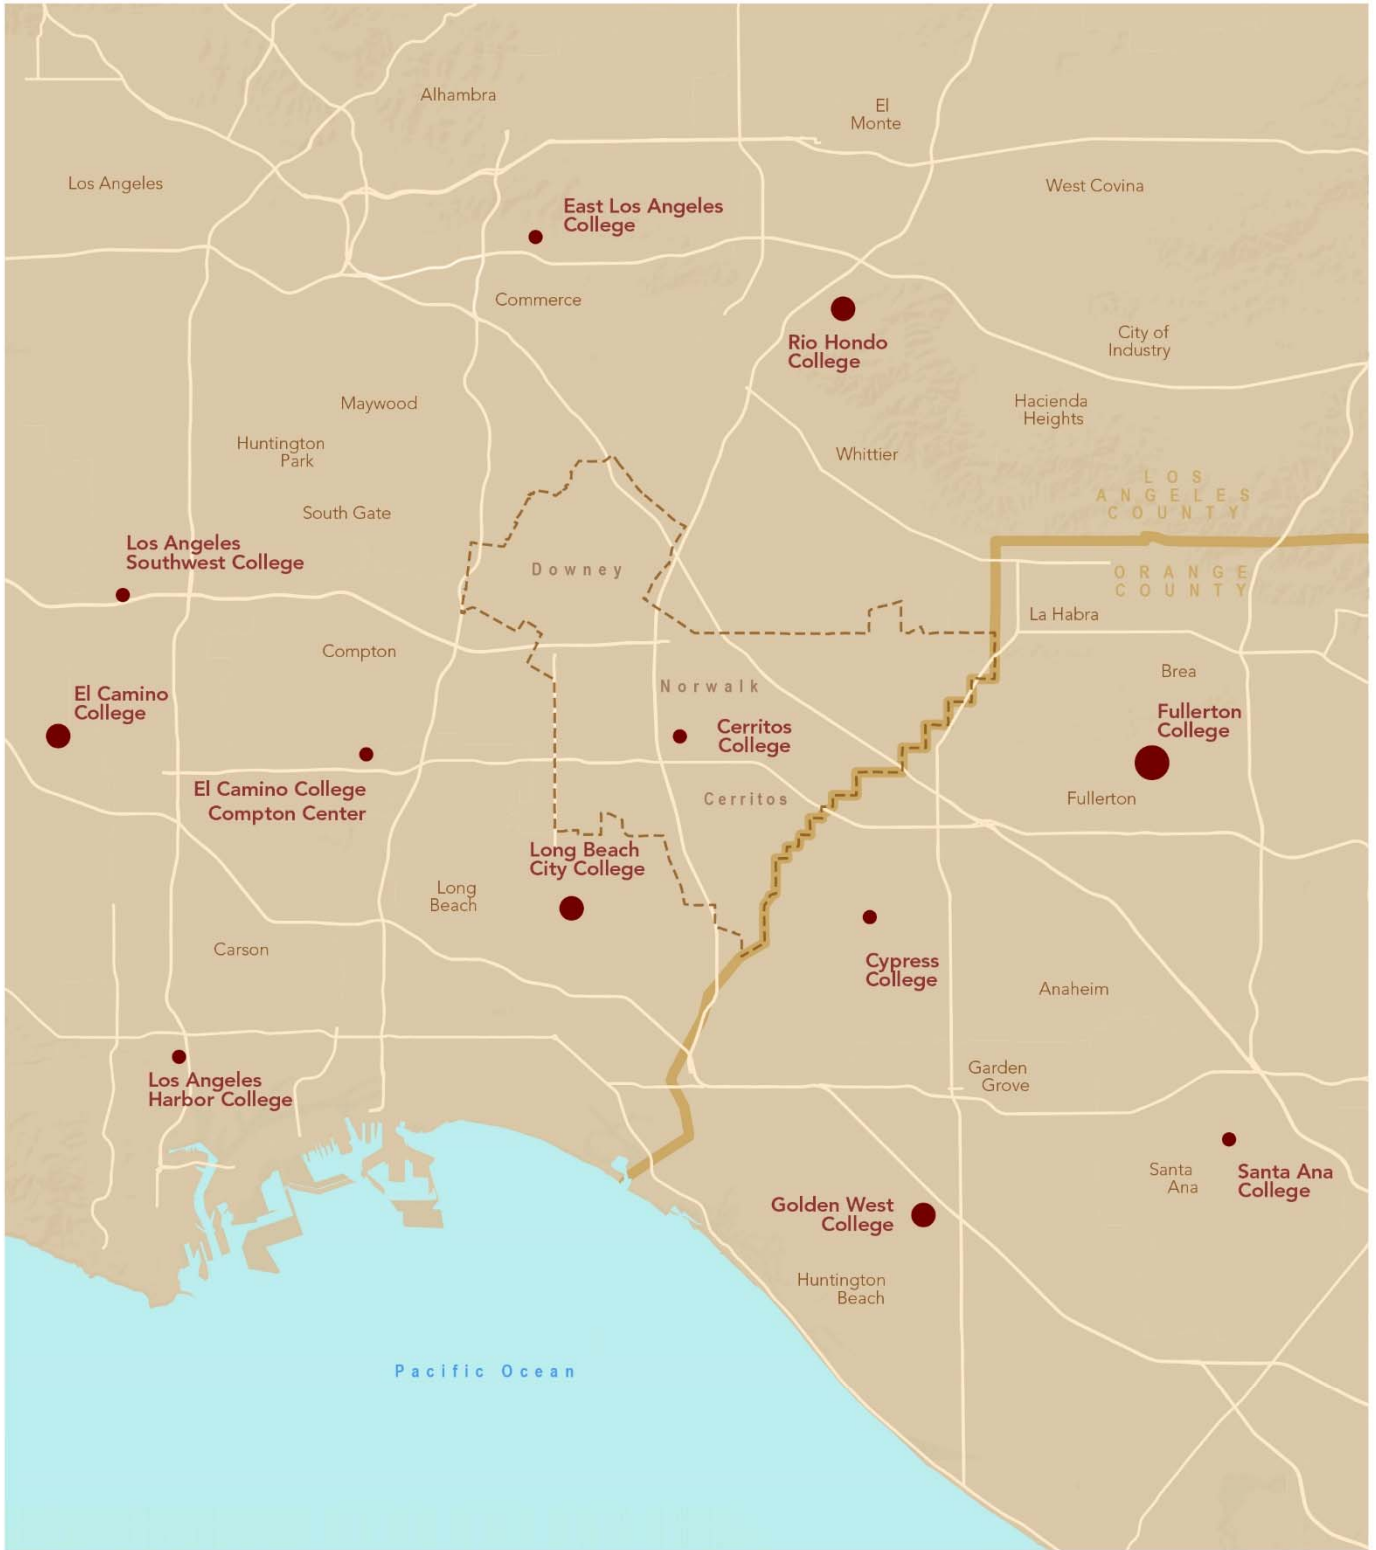 Alhambra
El
Monte
Los Angeles
West Covina
East Los Angeles
College
Commerce
Rio Hondo
College
City of
Industry
Maywood
Hacienda
Heights
Huntington
Park
Whittier
LOS
ANGELES
COUNTY
South Gate
Los Angeles
Southwest College
Downey
ORANGE
COUNTY
La Habra
Compton
Brea
El Camino
College
Norwalk
Fullerton
College
Cerritos
College
El Camino College
Compton Center
Cerritos
Fullerton
Long Beach
City College
Long
Beach
Carson
Cypress
College
Anaheim
Los Angeles
Harbor College
Garden
Grove
Santa
Ana
Santa Ana
College
Golden West
College
Huntington
Beach
Pacific Ocean